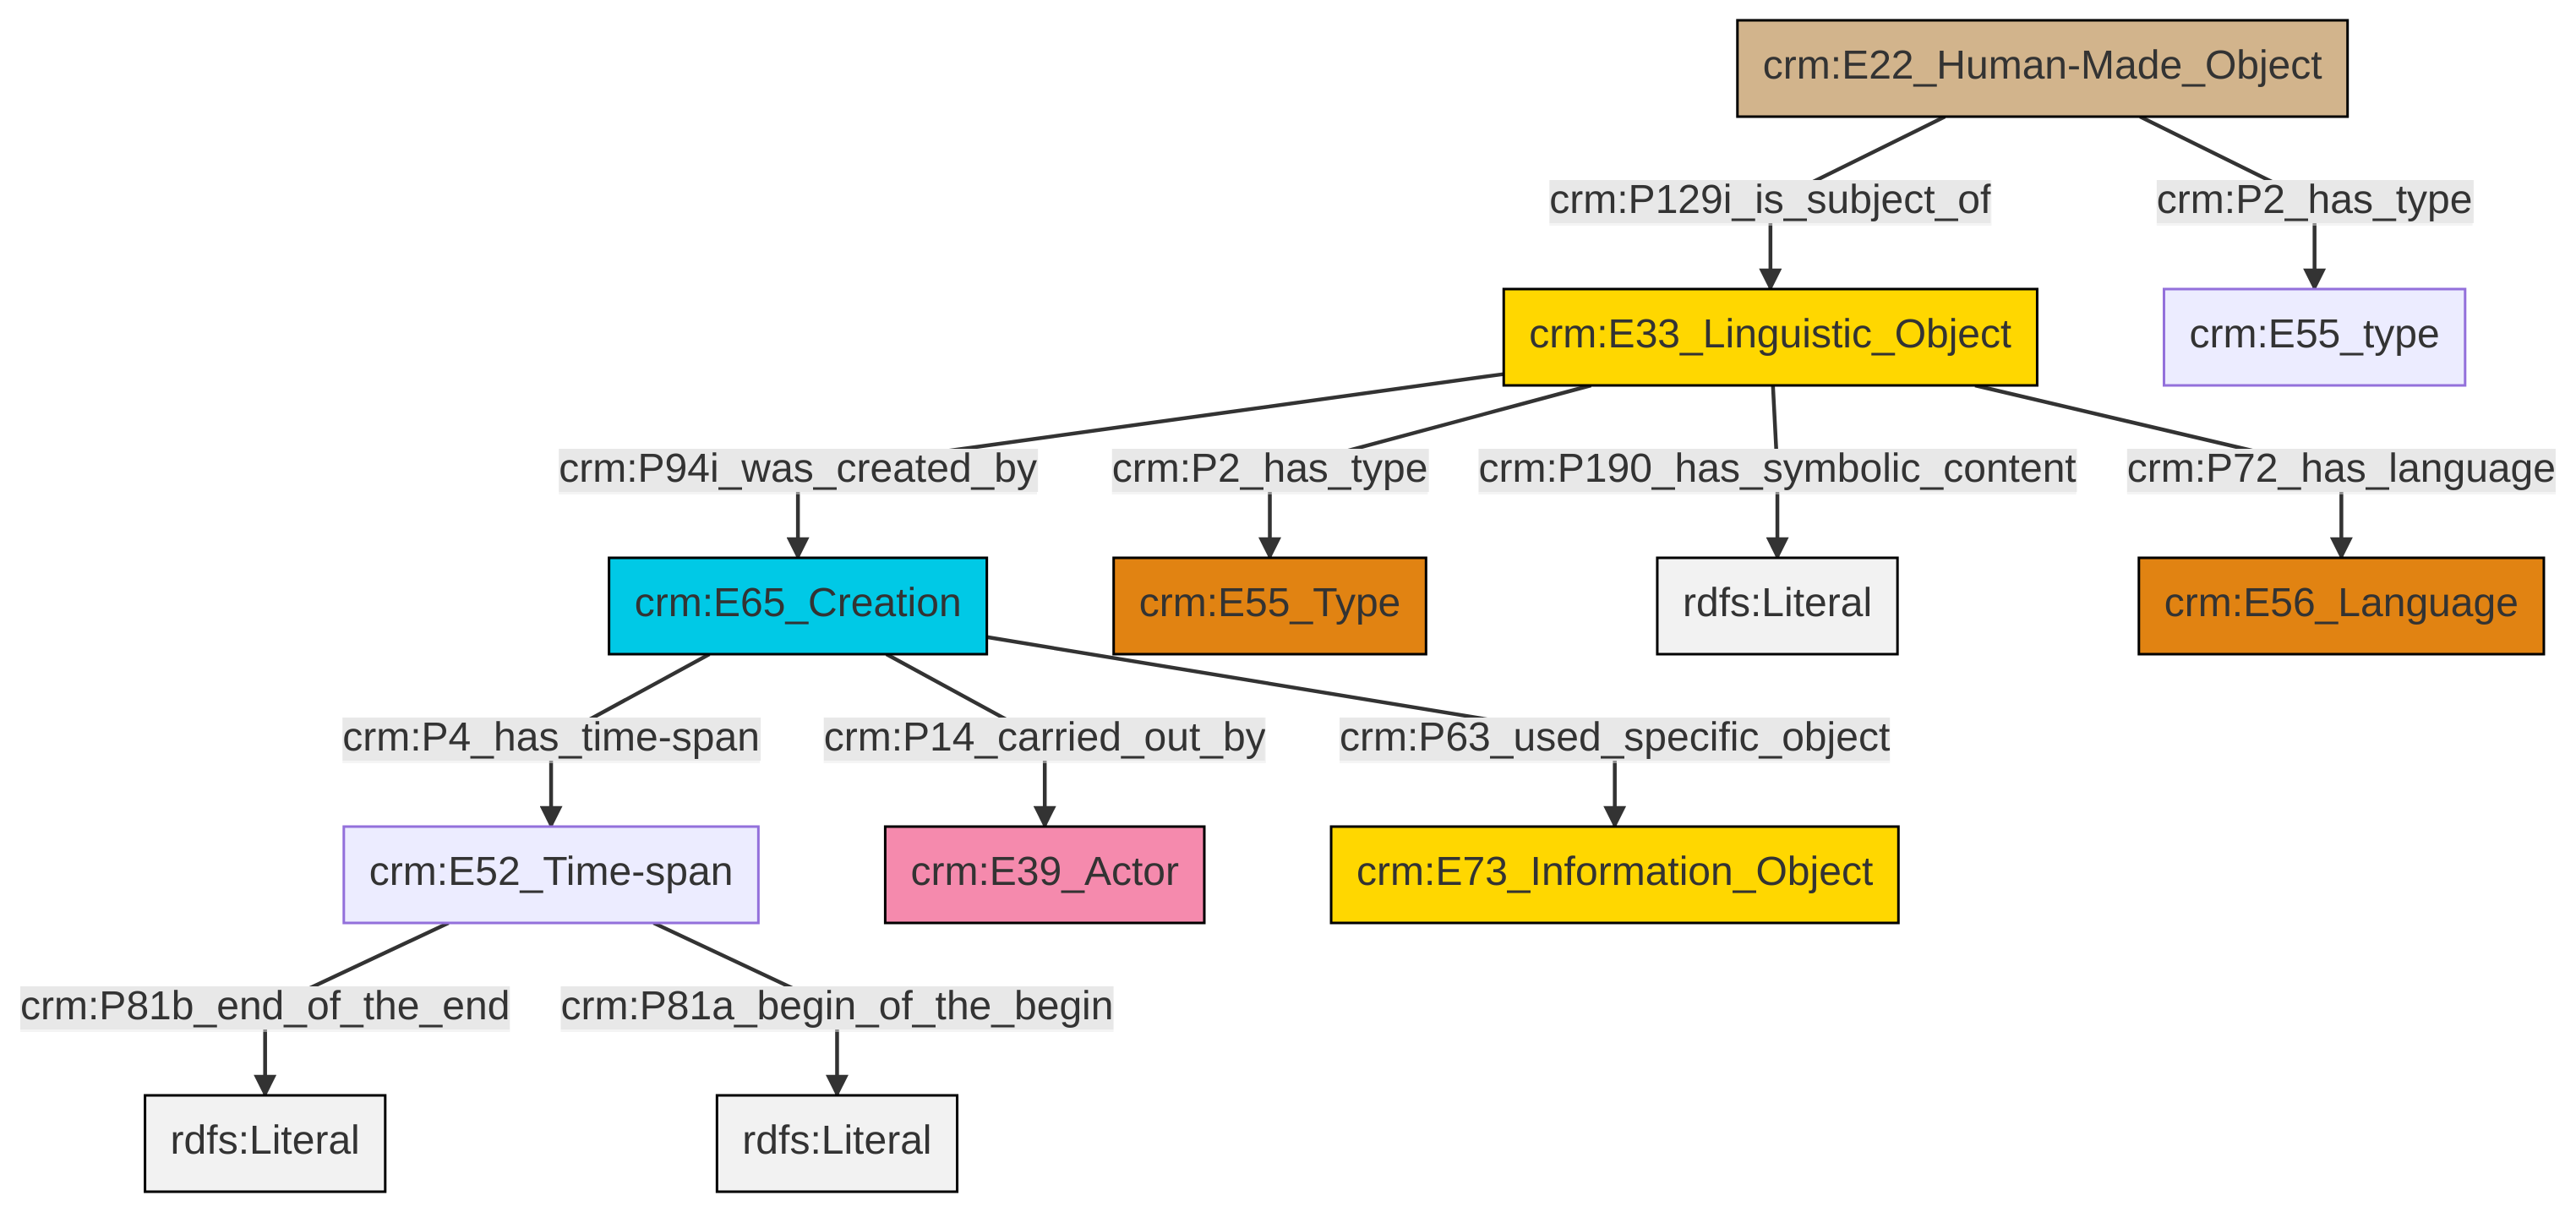 crm:E22_Human-Made_Object
crm:P129i_is_subject_of
crm:P2_has_type
crm:E33_Linguistic_Object
crm:E55_type
crm:P94i_was_created_by
crm:P2_has_type
crm:P190_has_symbolic_content
crm:P72_has_language
crm:E65_Creation
crm:E55_Type
rdfs:Literal
crm:E56_Language
crm:P4_has_time-span
crm:P14_carried_out_by
crm:P63_used_specific_object
crm:E52_Time-span
crm:E39_Actor
crm:E73_Information_Object
crm:P81b_end_of_the_end
crm:P81a_begin_of_the_begin
rdfs:Literal
rdfs:Literal